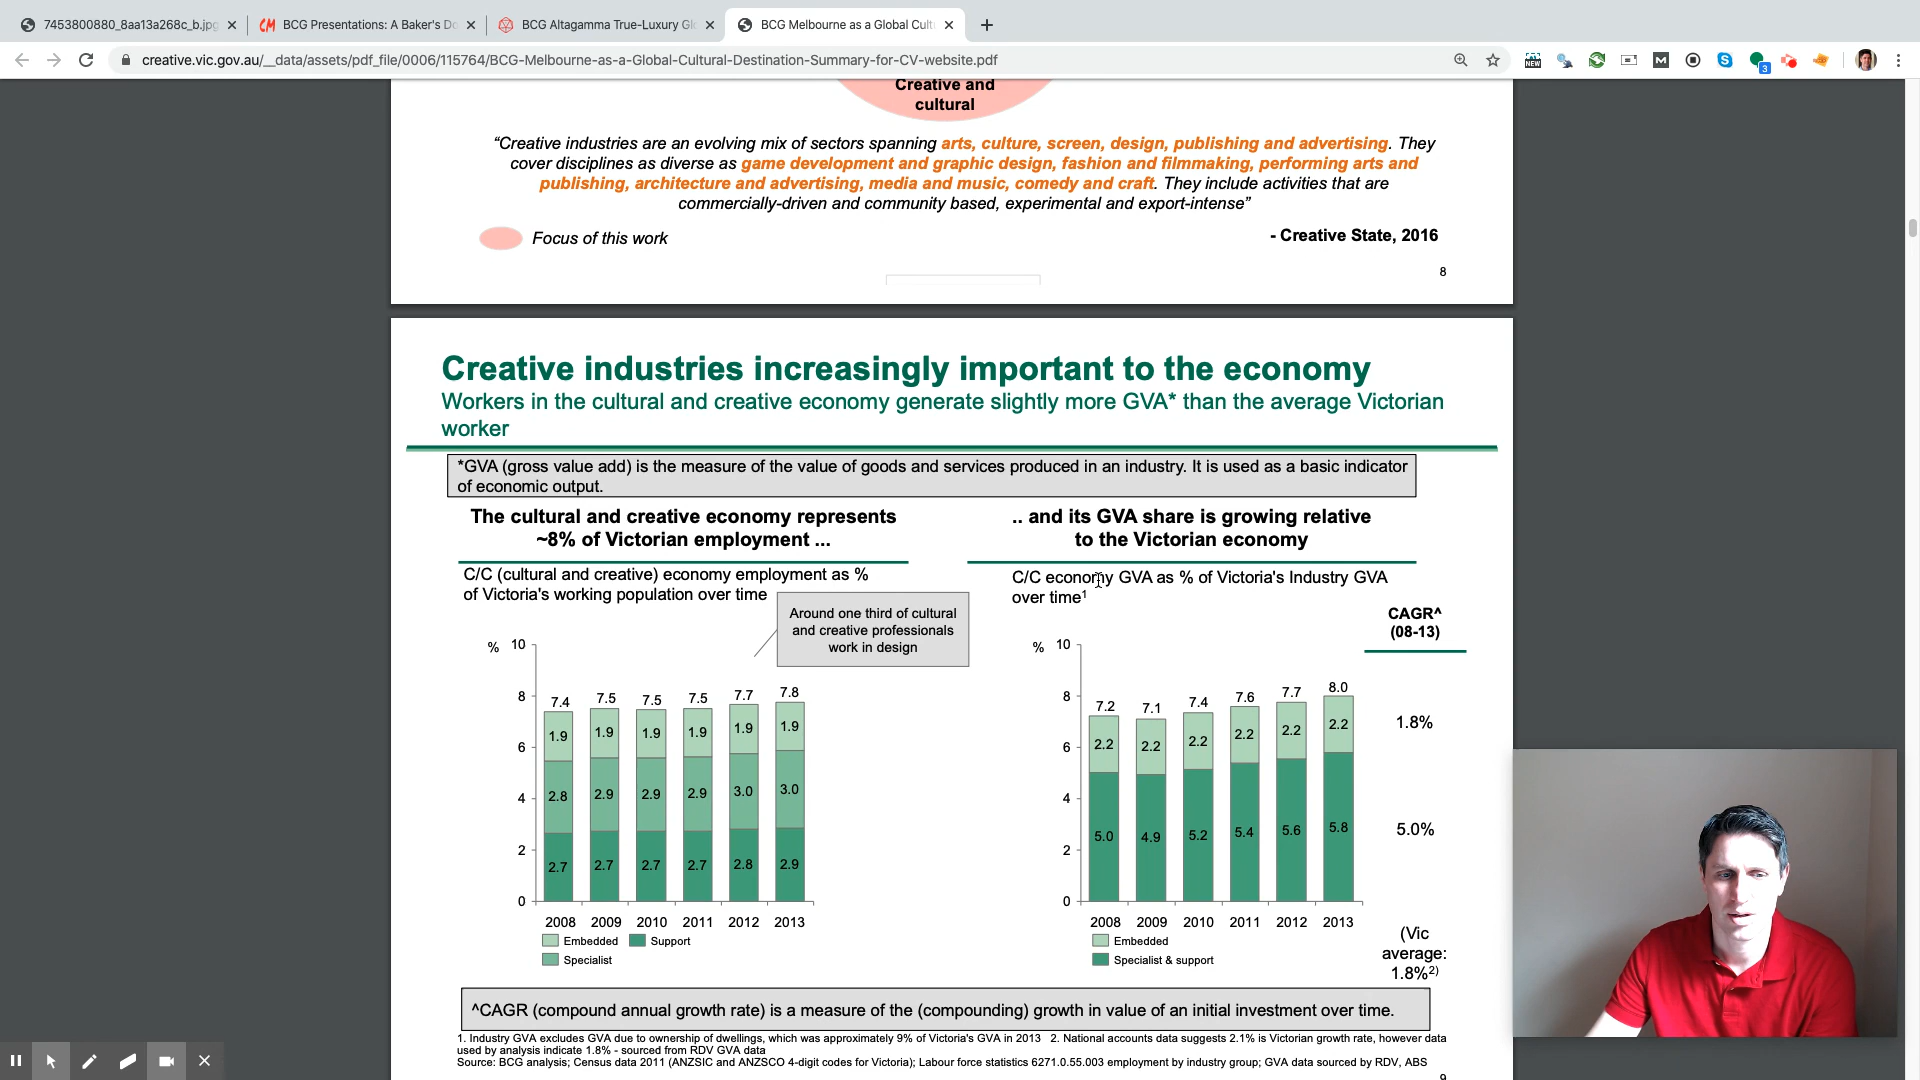 7453800880_8aa13a268c_b.jpg
BCG Presentations: A Baker's Do
BCG Altagamma True-Luxury Gl
BCG Melbourne as a Global Cult
creative.vic.gov.au/__data/assets/pdf_file/0006/115764/BCG-Melbourne-as-a-Global-Cultural-Destination-Summary-for-CV-website.pdf
NEW
M
S
3
Creative and
cultural
“Creative industries are an evolving mix of sectors spanning arts, culture, screen, design, publishing and advertising. They
cover disciplines as diverse as game development and graphic design, fashion and filmmaking, performing arts and
publishing, architecture and advertising, media and music, comedy and craft. They include activities that are
commercially-driven and community based, experimental and export-intense”
Focus of this work
- Creative State, 2016
8
Creative industries increasingly important to the economy
Workers in the cultural and creative economy generate slightly more GVA* than the average Victorian
worker
*GVA (gross value add) is the measure of the value of goods and services produced in an industry. It is used as a basic indicator
of economic output.
The cultural and creative economy represents
~8% of Victorian employment ...
C/C (cultural and creative) economy employment as %
of Victoria's working population over time
Around one third of cultural
and creative professionals
work in design
% 10
8
6
4
2
0
7.4 7.5 7.5 7.5 7.7 7.8
1.9 1.9 1.9 1.9 1.9 1.9
2.8 2.9 2.9 2.9 3.0 3.0
2.7 2.7 2.7 2.7 2.8 2.9
2008 2009 2010 2011 2012 2013
Embedded Support
Specialist
.. and its GVA share is growing relative
to the Victorian economy
C/C economy GVA as % of Victoria's Industry GVA
over time¹
CAGR^
(08-13)
% 10
8
6
4
2
0
7.2 7.1 7.4 7.6 7.7 8.0
2.2 2.2 2.2 2.2 2.2 2.2
1.8%
5.0 4.9 5.2 5.4 5.6 5.8
5.0%
2008 2009 2010 2011 2012 2013
Embedded
Specialist & support
(Vic
average:
1.8%²⁾
^CAGR (compound annual growth rate) is a measure of the (compounding) growth in value of an initial investment over time.
1. Industry GVA excludes GVA due to ownership of dwellings, which was approximately 9% of Victoria's GVA in 2013 2. National accounts data suggests 2.1% is Victorian growth rate, however data
used by analysis indicate 1.8% - sourced from RDV GVA data
Source: BCG analysis; Census data 2011 (ANZSIC and ANZSCO 4-digit codes for Victoria); Labour force statistics 6271.0.55.003 employment by industry group; GVA data sourced by RDV, ABS
9